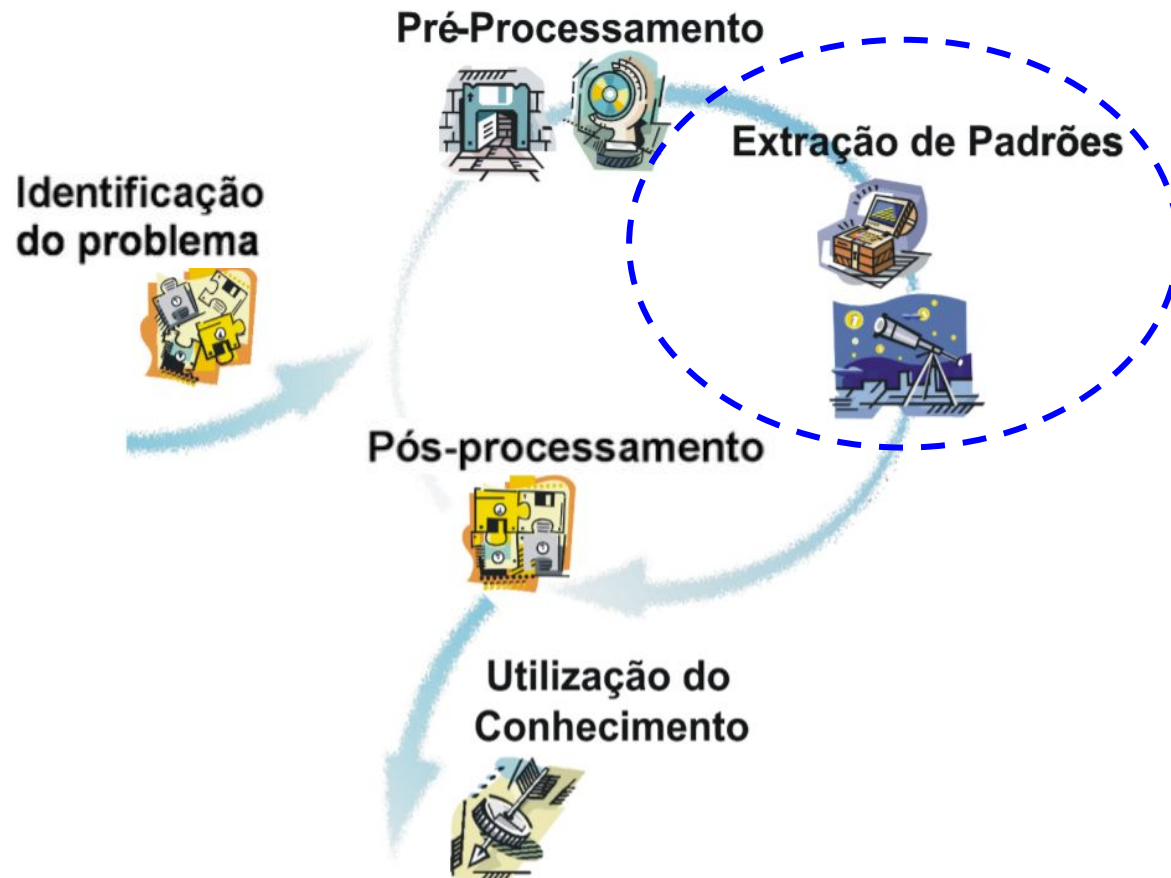 Pré-Processamento
Extração de Padrões
Identificação
do problema
Pós-processamento
Utilização do
Conhecimento